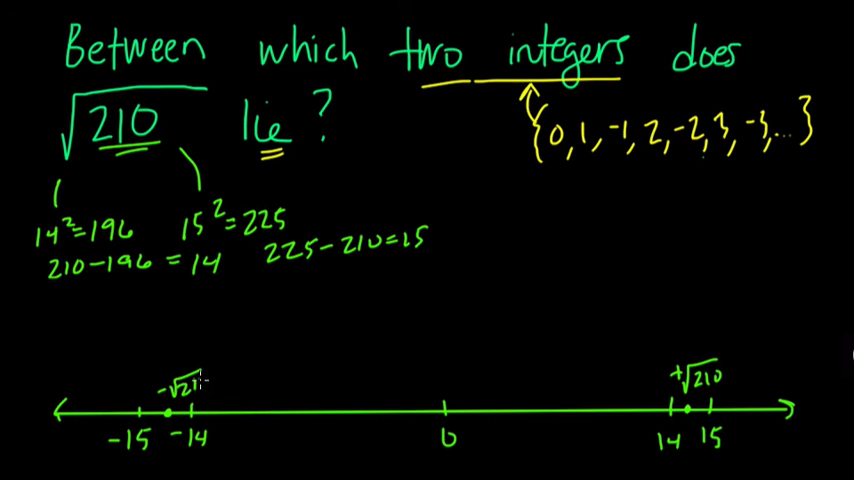 Between which two integers does
√210 lie?
{0, 1, -1, 2, -2, 3, -3, ...}
14²=196 15²=225
210-196 = 14 225-210=15
-√21 +√210
-15 -14 0 14 15